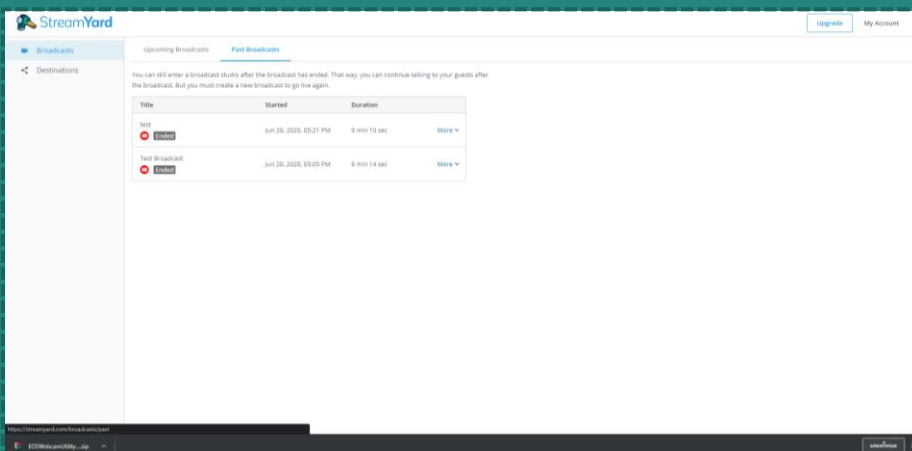 StreamYard
Upgrade
My Account
Broadcasts
Destinations
Upcoming Broadcasts
Past Broadcasts
You can still enter a broadcast studio after the broadcast has ended. That way, you can continue talking to your guests after
the broadcast. But you must create a new broadcast to go live again.
Title Started Duration
test
Ended
Jun 20, 2020, 05:21 PM 9 min 10 sec More
Test Broadcast
Ended
Jun 20, 2020, 05:05 PM 9 min 14 sec More
https://streamyard.com/broadcasts/past
EOSWebcamUtility....zip